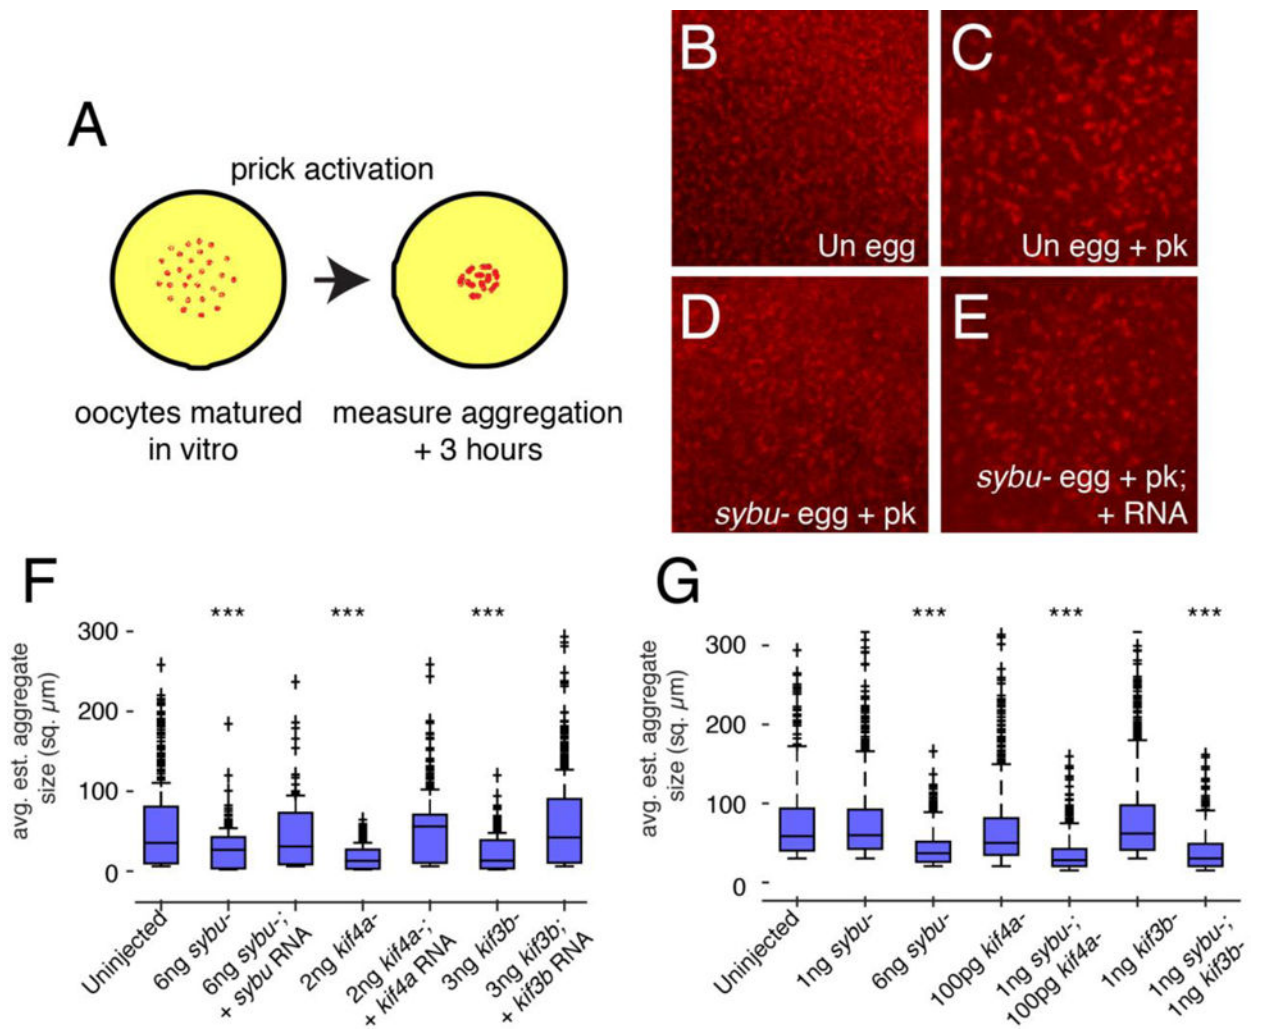 A
prick activation
oocytes matured
in vitro
measure aggregation
+ 3 hours
B
Un egg
C
Un egg + pk
D
sybu- egg + pk
E
sybu- egg + pk;
+ RNA
F
avg. est. aggregate
size (sq. µm)
300
200
100
0
***
***
***
Uninjected
6ng sybu-
6ng sybu-;
+ sybu RNA
2ng kif4a-
2ng kif4a-;
+ kif4a RNA
3ng kif3b-
3ng kif3b;
+ kif3b RNA
G
avg. est. aggregate
size (sq. µm)
300
200
100
0
***
***
***
Uninjected
1ng sybu-
6ng sybu-
100pg kif4a-
1ng sybu-;
100pg kif4a-
1ng kif3b-
1ng sybu-;
1ng kif3b-